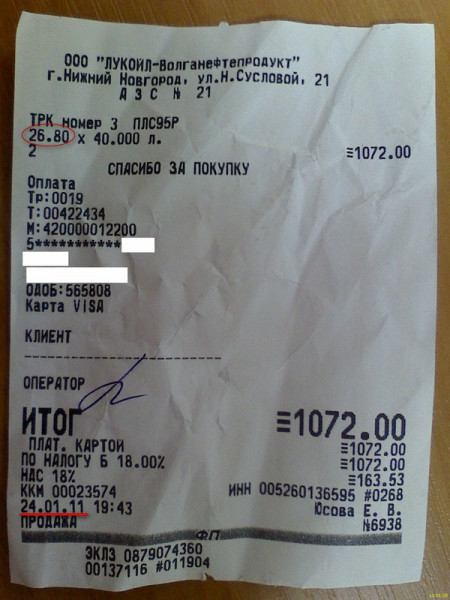 ООО "ЛУКОЙЛ-Волганефтепродукт"
г.Нижний Новгород, ул.Н.Сусловой, 21
АЗС № 21
ТРК номер 3 ПЛС95Р
26.80 х 40.000 л.
2 ≡1072.00
СПАСИБО ЗА ПОКУПКУ
Оплата
Тр:0019
Т:00422434
М:420000012200
5***********
ОДОБ:565808
Карта VISA
КЛИЕНТ
ОПЕРАТОР
ИТОГ ≡1072.00
ПЛАТ. КАРТОЙ ≡1072.00
ПО НАЛОГУ Б 18.00% ≡1072.00
НДС 18% ≡163.53
ККМ 00023574 ИНН 005260136595 #0268
24.01.11 19:43 Юсова Е. В.
ПРОДАЖА №6938
ФП
ЭКЛЗ 0879074360
00137116 #011904